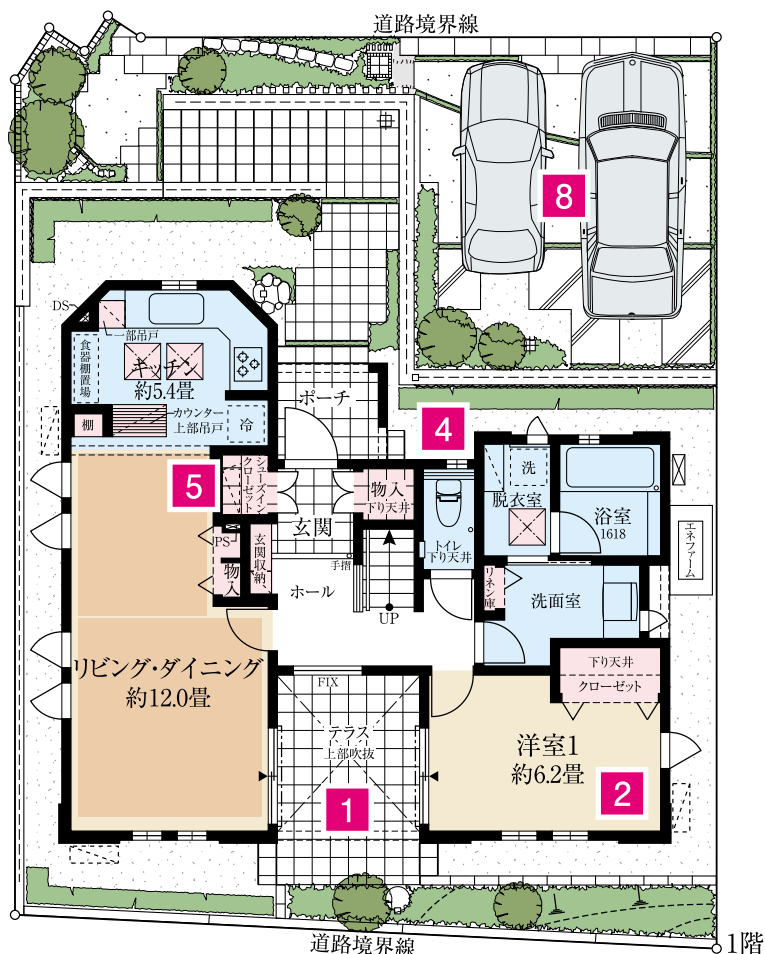 道路境界線
8
DS
一部吊戸
食器棚置場
キッチン
約5.4畳
カウンター
上部吊戸
棚
冷
ポーチ
4
5
シューズイン
クローゼット
物入
下り天井
玄関
洗
脱衣室
浴室
1618
エネファーム
トイレ
下り天井
PS
玄関収納
物入
手摺
ホール
UP
リネン庫
洗面室
リビング・ダイニング
約12.0畳
下り天井
クローゼット
FIX
テラス
上部吹抜
洋室1
約6.2畳
1
2
道路境界線
1階